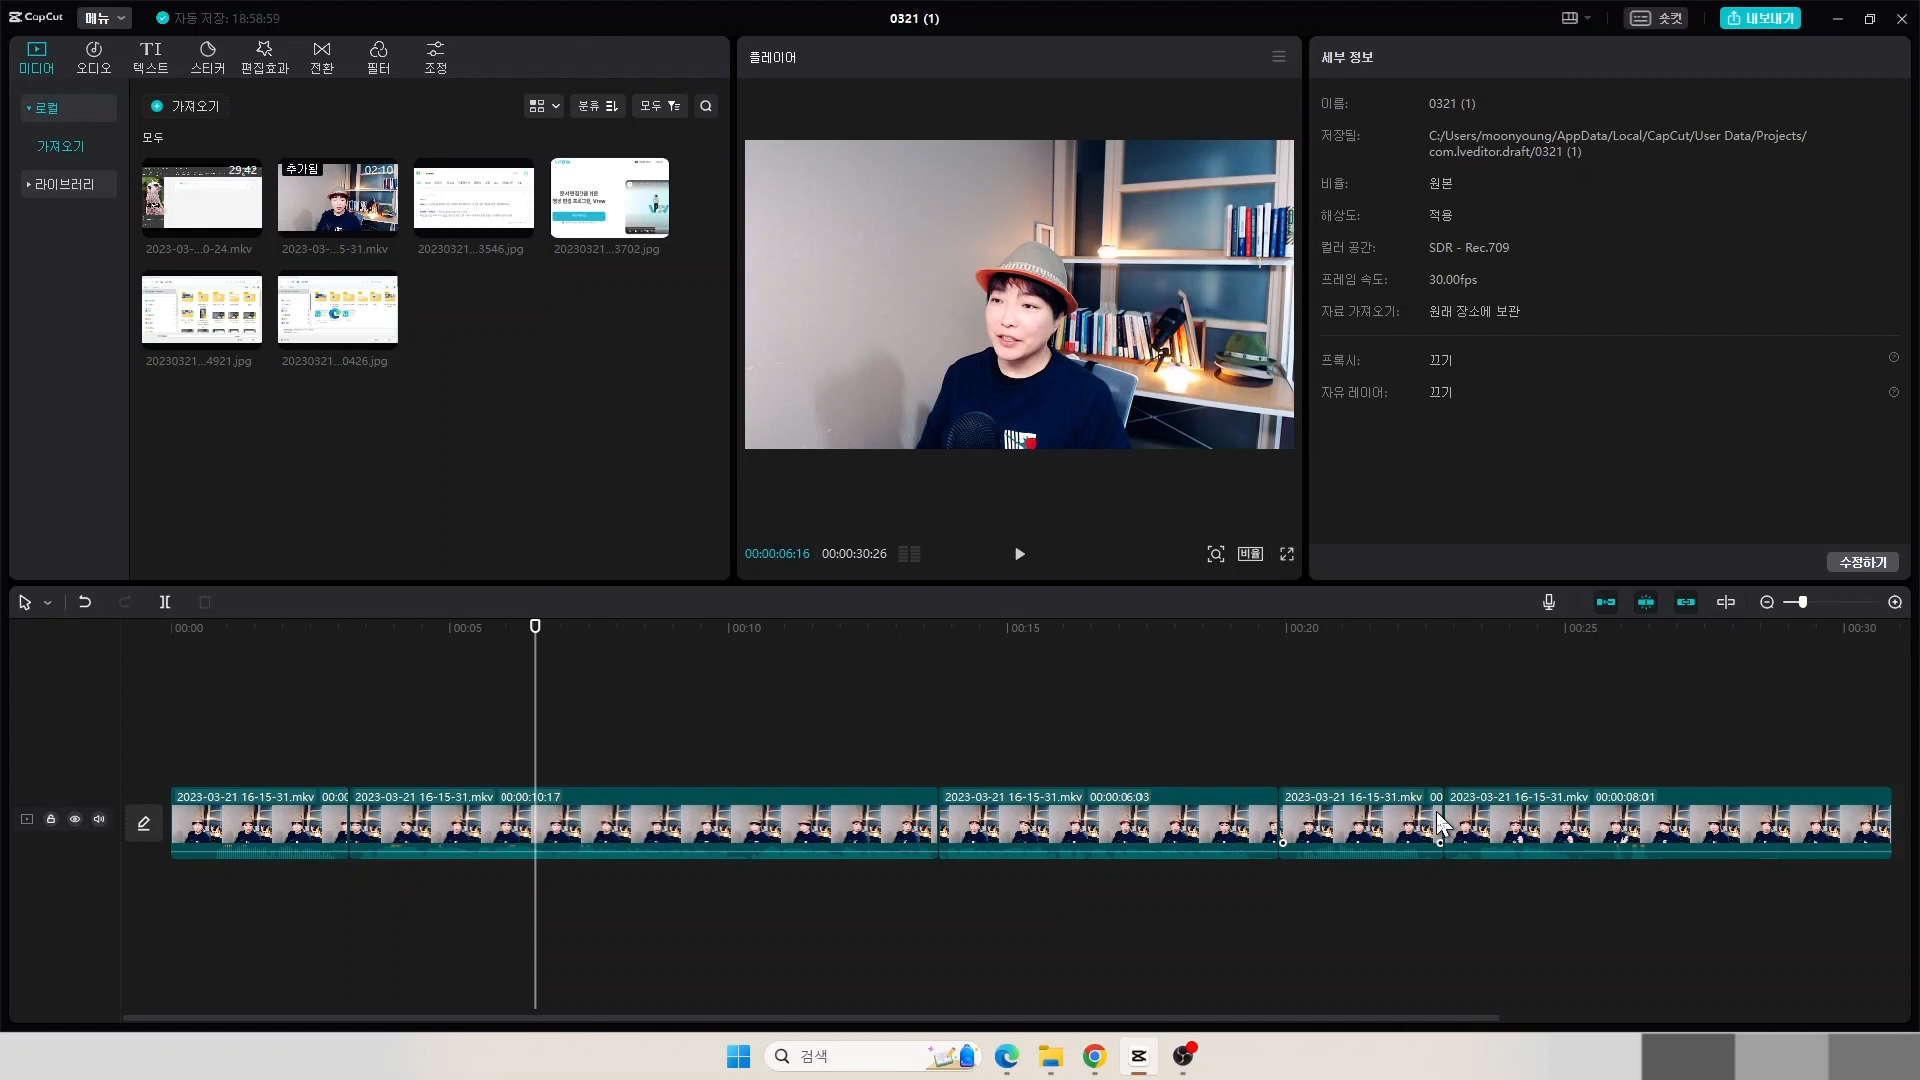 CapCut
메뉴
자동 저장: 18:58:59
0321 (1)
숏컷
내보내기
미디어
오디오
텍스트
스티커
편집효과
전환
필터
조정
로컬
가져오기
라이브러리
가져오기
분류
모두
모두
29:42
2023-03-...0-24.mkv
추가됨
02:10
2023-03-...5-31.mkv
20230321...3546.jpg
20230321...3702.jpg
20230321...4921.jpg
20230321...0426.jpg
플레이어
00:00:06:16
00:00:30:26
비율
세부 정보
이름:
0321 (1)
저장됨:
C:/Users/moonyoung/AppData/Local/CapCut/User Data/Projects/
com.lveditor.draft/0321 (1)
비율:
원본
해상도:
적용
컬러 공간:
SDR - Rec.709
프레임 속도:
30.00fps
자료 가져오기:
원래 장소에 보관
프록시:
끄기
자유 레이어:
끄기
수정하기
00:00
00:05
00:10
00:15
00:20
00:25
00:30
2023-03-21 16-15-31.mkv
2023-03-21 16-15-31.mkv 00:00:10:17
2023-03-21 16-15-31.mkv 00:00:06:03
2023-03-21 16-15-31.mkv 00
2023-03-21 16-15-31.mkv 00:00:08:01
검색